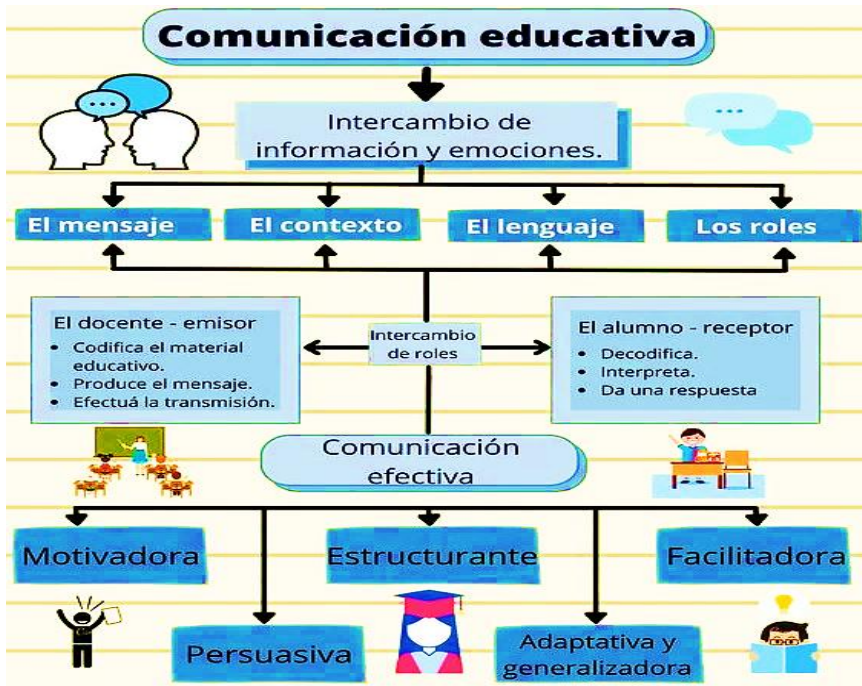 Comunicación educativa
Intercambio de
información y emociones.
El mensaje
El contexto
El lenguaje
Los roles
El docente - emisor
• Codifica el material
educativo.
• Produce el mensaje.
• Efectuá la transmisión.
Intercambio
de roles
El alumno - receptor
• Decodifica.
• Interpreta.
• Da una respuesta
Comunicación
efectiva
Motivadora
Estructurante
Facilitadora
Persuasiva
Adaptativa y
generalizadora